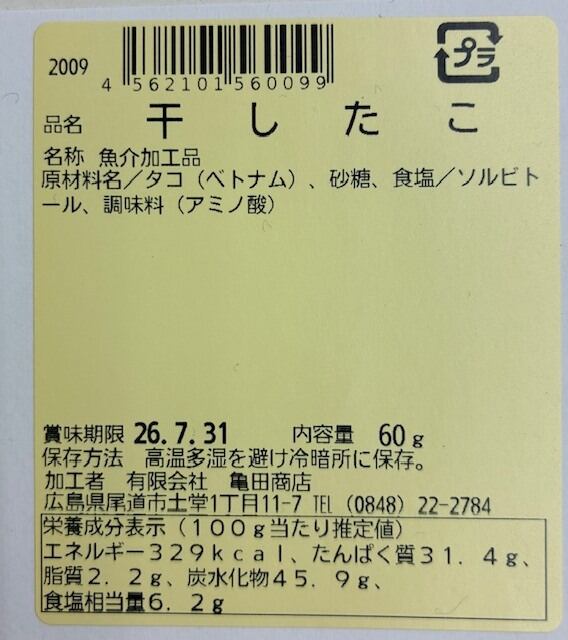 2009
4 562101 560099
プラ
品名 干したこ
名称 魚介加工品
原材料名／タコ（ベトナム）、砂糖、食塩／ソルビト
ール、調味料（アミノ酸）
賞味期限 26.7.31 内容量 60g
保存方法 高温多湿を避け冷暗所に保存。
加工者 有限会社 亀田商店
広島県尾道市土堂1丁目11-7 TEL (0848) 22-2784
栄養成分表示（１００ｇ当たり推定値）
エネルギー３２９ｋｃａｌ、たんぱく質３１．４ｇ、
脂質２．２ｇ、炭水化物４５．９ｇ、
食塩相当量６．２ｇ